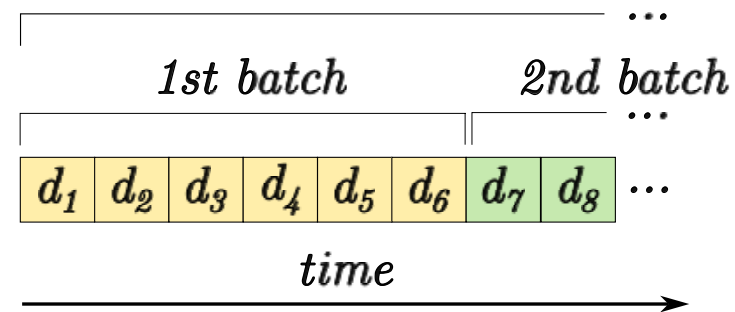 ...
1st batch 2nd batch
...
d₁ d₂ d₃ d₄ d₅ d₆ d₇ d₈ ...
time